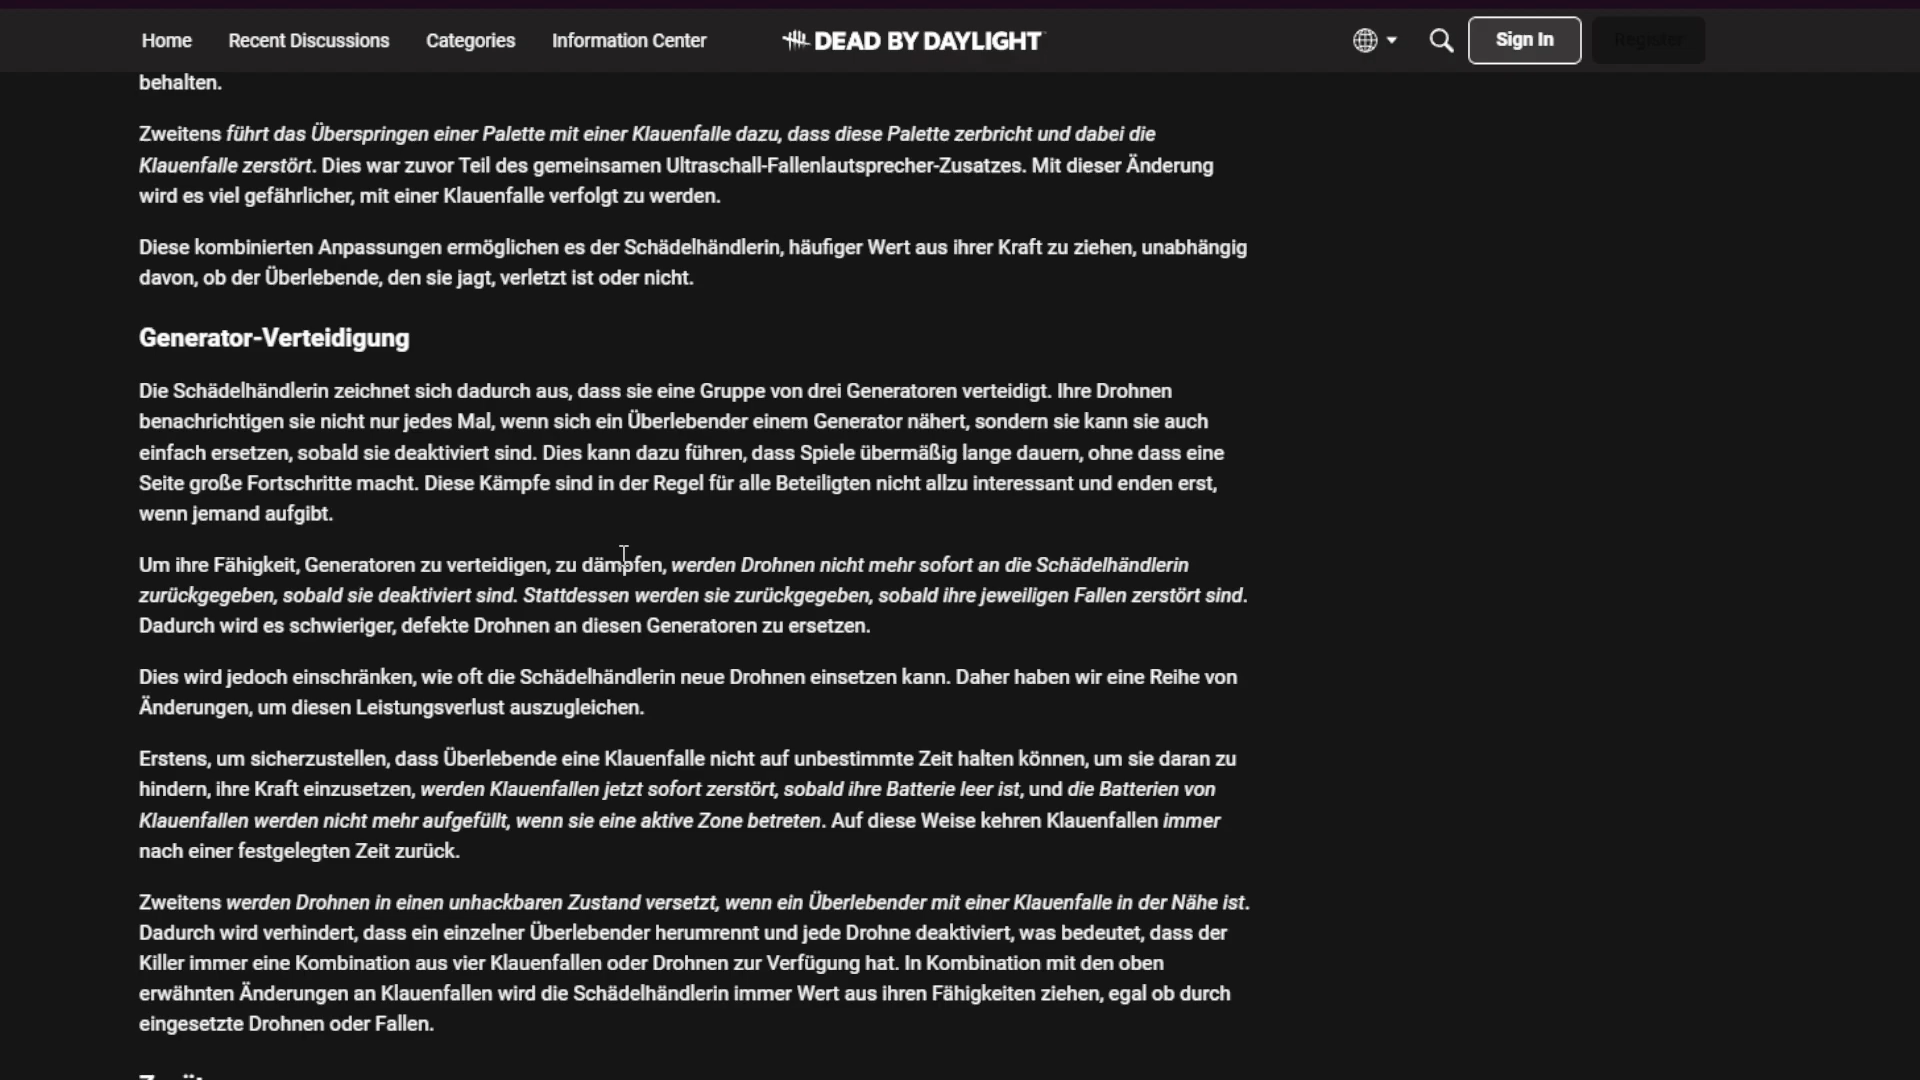 Home Recent Discussions Categories Information Center DEAD BY DAYLIGHT Sign In Register
behalten.
Zweitens führt das Überspringen einer Palette mit einer Klauenfalle dazu, dass diese Palette zerbricht und dabei die
Klauenfalle zerstört. Dies war zuvor Teil des gemeinsamen Ultraschall-Fallenlautsprecher-Zusatzes. Mit dieser Änderung
wird es viel gefährlicher, mit einer Klauenfalle verfolgt zu werden.
Diese kombinierten Anpassungen ermöglichen es der Schädelhändlerin, häufiger Wert aus ihrer Kraft zu ziehen, unabhängig
davon, ob der Überlebende, den sie jagt, verletzt ist oder nicht.
Generator-Verteidigung
Die Schädelhändlerin zeichnet sich dadurch aus, dass sie eine Gruppe von drei Generatoren verteidigt. Ihre Drohnen
benachrichtigen sie nicht nur jedes Mal, wenn sich ein Überlebender einem Generator nähert, sondern sie kann sie auch
einfach ersetzen, sobald sie deaktiviert sind. Dies kann dazu führen, dass Spiele übermäßig lange dauern, ohne dass eine
Seite große Fortschritte macht. Diese Kämpfe sind in der Regel für alle Beteiligten nicht allzu interessant und enden erst,
wenn jemand aufgibt.
Um ihre Fähigkeit, Generatoren zu verteidigen, zu dämpfen, werden Drohnen nicht mehr sofort an die Schädelhändlerin
zurückgegeben, sobald sie deaktiviert sind. Stattdessen werden sie zurückgegeben, sobald ihre jeweiligen Fallen zerstört sind.
Dadurch wird es schwieriger, defekte Drohnen an diesen Generatoren zu ersetzen.
Dies wird jedoch einschränken, wie oft die Schädelhändlerin neue Drohnen einsetzen kann. Daher haben wir eine Reihe von
Änderungen, um diesen Leistungsverlust auszugleichen.
Erstens, um sicherzustellen, dass Überlebende eine Klauenfalle nicht auf unbestimmte Zeit halten können, um sie daran zu
hindern, ihre Kraft einzusetzen, werden Klauenfallen jetzt sofort zerstört, sobald ihre Batterie leer ist, und die Batterien von
Klauenfallen werden nicht mehr aufgefüllt, wenn sie eine aktive Zone betreten. Auf diese Weise kehren Klauenfallen immer
nach einer festgelegten Zeit zurück.
Zweitens werden Drohnen in einen unhackbaren Zustand versetzt, wenn ein Überlebender mit einer Klauenfalle in der Nähe ist.
Dadurch wird verhindert, dass ein einzelner Überlebender herumrennt und jede Drohne deaktiviert, was bedeutet, dass der
Killer immer eine Kombination aus vier Klauenfallen oder Drohnen zur Verfügung hat. In Kombination mit den oben
erwähnten Änderungen an Klauenfallen wird die Schädelhändlerin immer Wert aus ihren Fähigkeiten ziehen, egal ob durch
eingesetzte Drohnen oder Fallen.